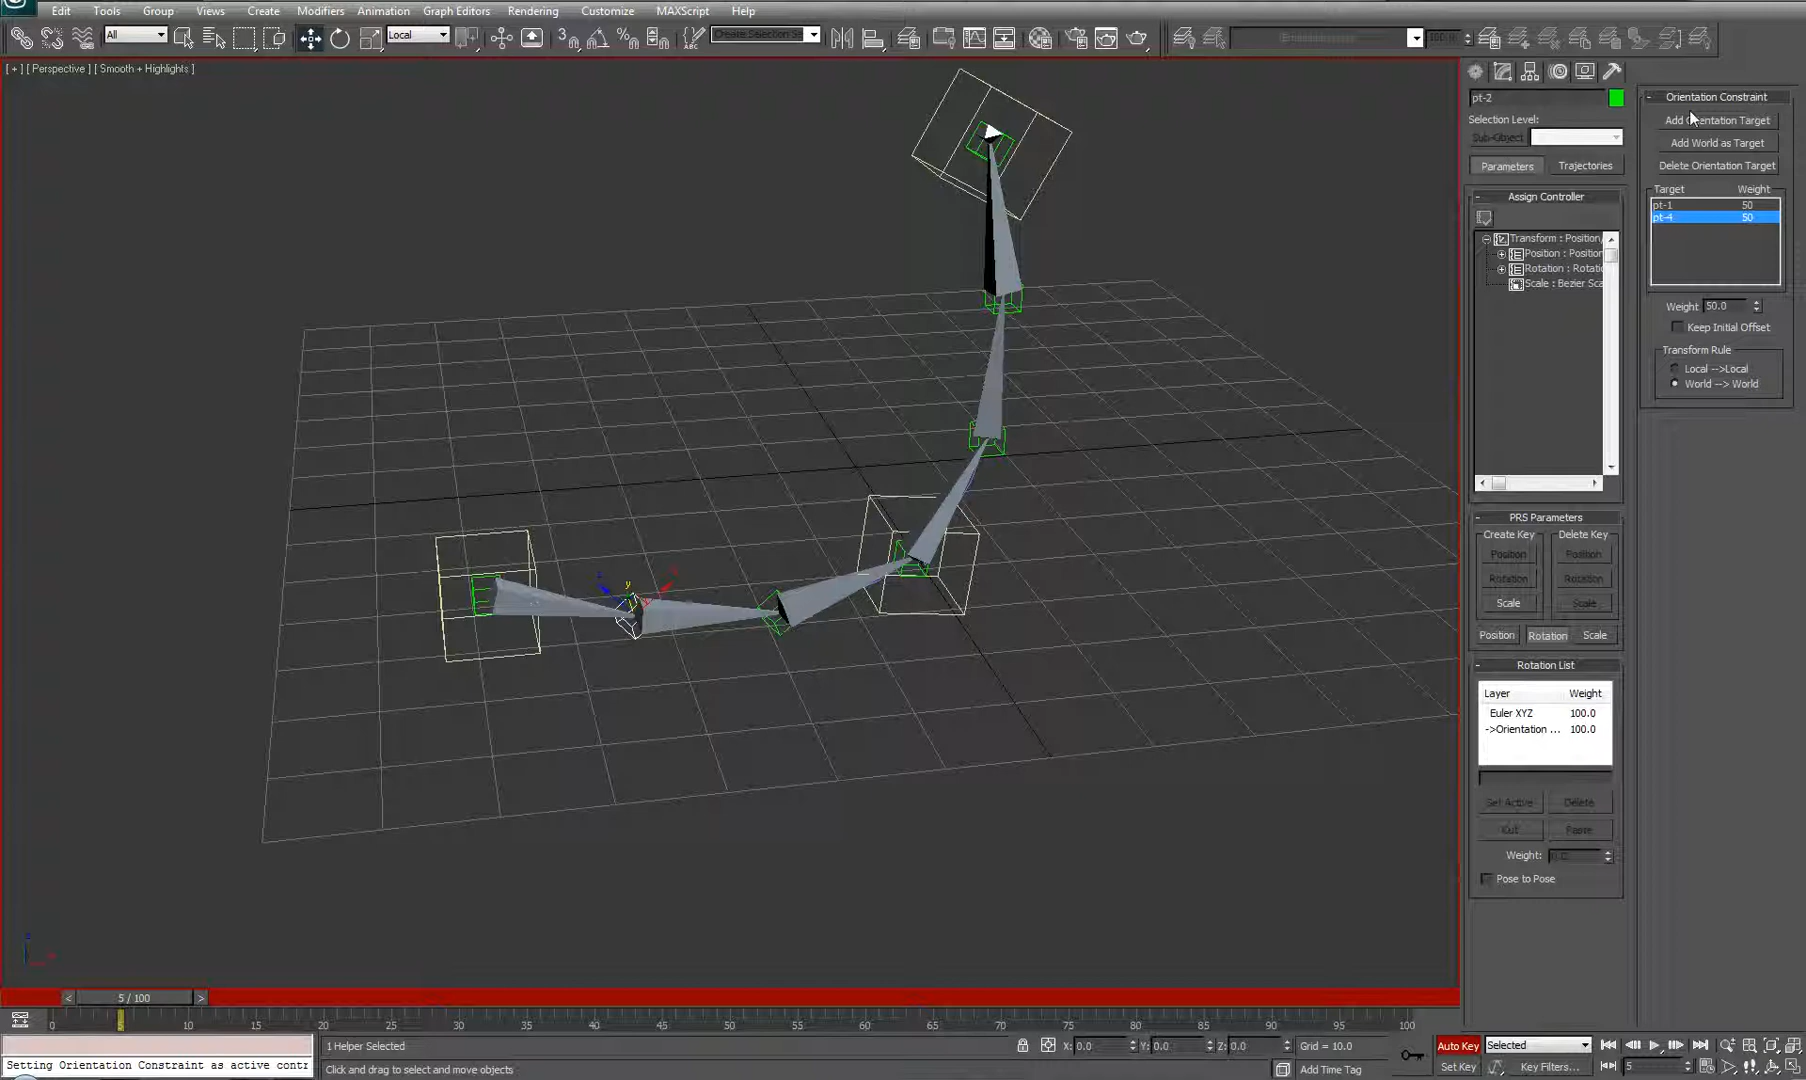 Edit Tools Group Views Create Modifiers Animation Graph Editors Rendering Customize MAXScript Help
All
Local
Create Selection Se
[ + ] [ Perspective ] [ Smooth + Highlights ]
pt-2
Selection Level:
Sub-Object
Parameters Trajectories
Assign Controller
Transform : Position,
Position : Position
Rotation : Rotatio
Scale : Bezier Sca
PRS Parameters
Create Key Delete Key
Position Position
Rotation Rotation
Scale Scale
Position Rotation Scale
Rotation List
Layer Weight
Euler XYZ 100.0
->Orientation ... 100.0
Set Active Delete
Cut Paste
Weight:
Pose to Pose
Orientation Constraint
Add Orientation Target
Add World as Target
Delete Orientation Target
Target Weight
pt-1 50
pt-4 50
Weight 50.0
Keep Initial Offset
Transform Rule
Local -->Local
World --> World
x
y
z
< 5 / 100 >
0 5 10 15 20 25 30 35 40 45 50 55 60 65 70 75 80 85 90 95 100
1 Helper Selected
X: 0.0 Y: 0.0 Z: 0.0 Grid = 10.0
Auto Key Selected
Setting Orientation Constraint as active contr
Click and drag to select and move objects
Add Time Tag
Set Key Key Filters... 5